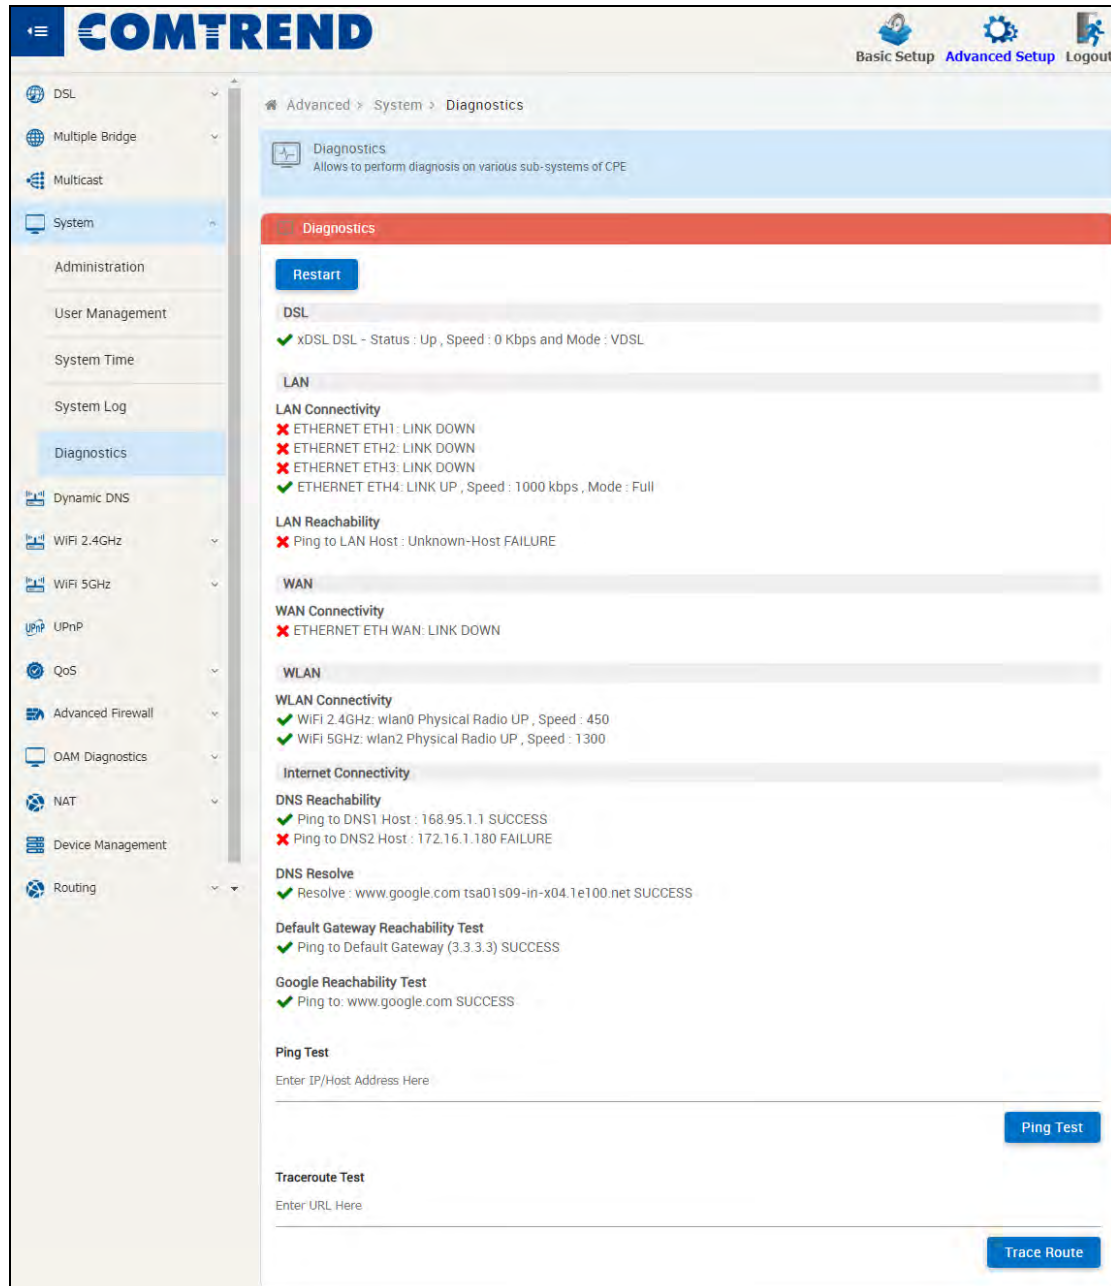 COMTREND
Basic Setup
Advanced Setup
Logout
DSL
Multiple Bridge
Multicast
System
Administration
User Management
System Time
System Log
Diagnostics
Dynamic DNS
WiFi 2.4GHz
WiFi 5GHz
UPnP UPnP
QoS
Advanced Firewall
OAM Diagnostics
NAT
Device Management
Routing
Advanced > System > Diagnostics
Diagnostics
Allows to perform diagnosis on various sub-systems of CPE
Diagnostics
Restart
DSL
xDSL DSL - Status : Up , Speed : 0 Kbps and Mode : VDSL
LAN
LAN Connectivity
ETHERNET ETH1: LINK DOWN
ETHERNET ETH2: LINK DOWN
ETHERNET ETH3: LINK DOWN
ETHERNET ETH4: LINK UP , Speed : 1000 kbps , Mode : Full
LAN Reachability
Ping to LAN Host : Unknown-Host FAILURE
WAN
WAN Connectivity
ETHERNET ETH WAN: LINK DOWN
WLAN
WLAN Connectivity
WiFi 2.4GHz: wlan0 Physical Radio UP , Speed : 450
WiFi 5GHz: wlan2 Physical Radio UP , Speed : 1300
Internet Connectivity
DNS Reachability
Ping to DNS1 Host : 168.95.1.1 SUCCESS
Ping to DNS2 Host : 172.16.1.180 FAILURE
DNS Resolve
Resolve : www.google.com tsa01s09-in-x04.1e100.net SUCCESS
Default Gateway Reachability Test
Ping to Default Gateway (3.3.3.3) SUCCESS
Google Reachability Test
Ping to: www.google.com SUCCESS
Ping Test
Enter IP/Host Address Here
Ping Test
Traceroute Test
Enter URL Here
Trace Route